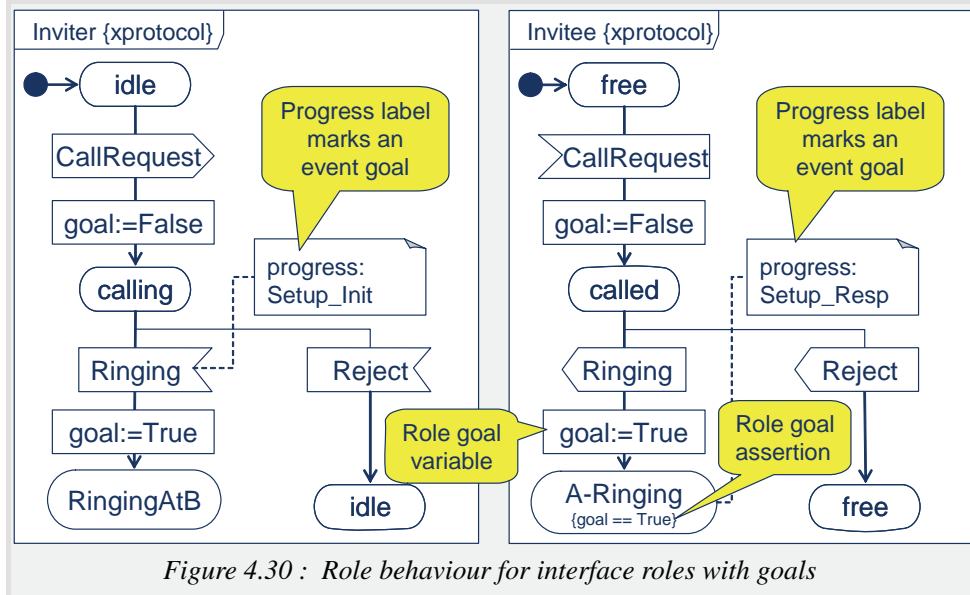 Inviter {xprotocol}
idle
CallRequest
goal:=False
calling
Ringing
goal:=True
RingingAtB
Reject
idle
Progress label
marks an
event goal
progress:
Setup_Init
Invitee {xprotocol}
free
CallRequest
goal:=False
called
Ringing
goal:=True
A-Ringing
{goal == True}
Reject
free
Progress label
marks an
event goal
progress:
Setup_Resp
Role goal
variable
Role goal
assertion
Figure 4.30 : Role behaviour for interface roles with goals